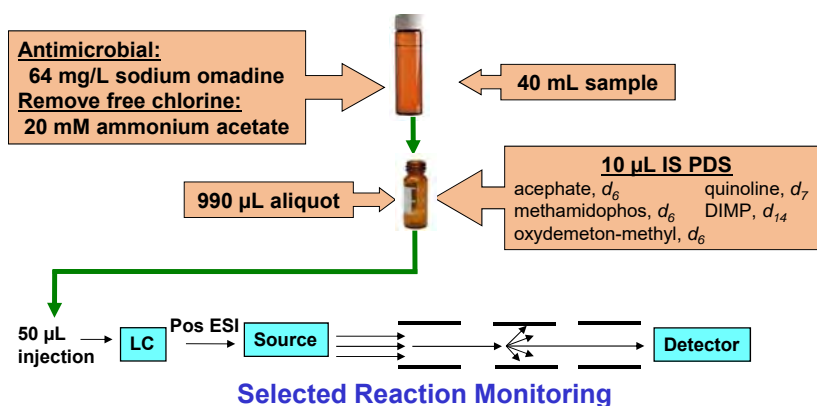 Antimicrobial:
64 mg/L sodium omadine
Remove free chlorine:
20 mM ammonium acetate
40 mL sample
990 µL aliquot
10 µL IS PDS
acephate, d6 quinoline, d7
methamidophos, d6 DIMP, d14
oxydemeton-methyl, d6
50 µL
injection
LC
Pos ESI
Source
Detector
Selected Reaction Monitoring